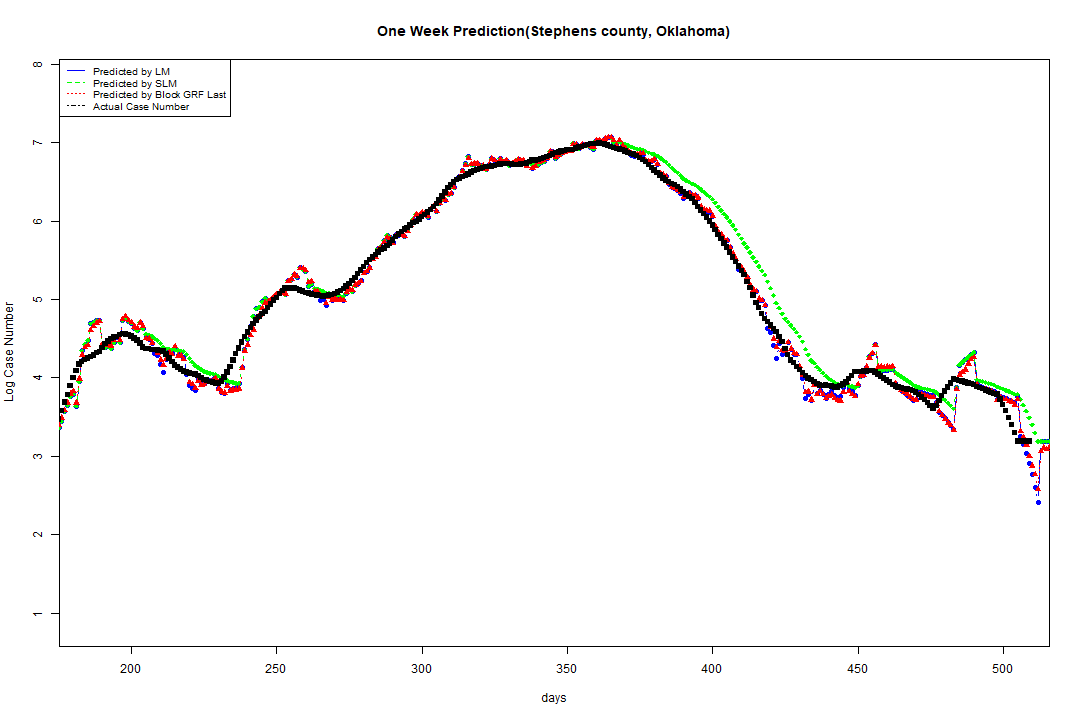 One Week Prediction(Stephens county, Oklahoma)
Predicted by LM
Predicted by SLM
Predicted by Block GRF Last
Actual Case Number
Log Case Number
8
7
6
5
4
3
2
1
200 250 300 350 400 450 500
days